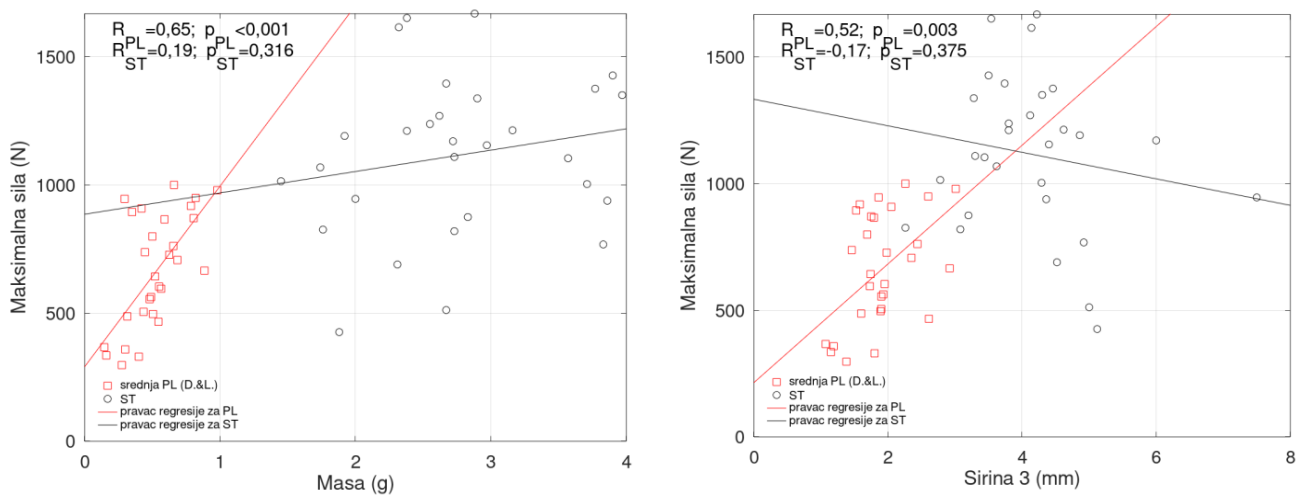 R_PL=0,65; p_PL<0,001
R_ST=0,19; p_ST=0,316
1500
1000
500
0
Maksimalna sila (N)
srednja PL (D.&L.)
ST
pravac regresije za PL
pravac regresije za ST
0 1 2 3 4
Masa (g)
R_PL=0,52; p_PL=0,003
R_ST=-0,17; p_ST=0,375
1500
1000
500
0
Maksimalna sila (N)
srednja PL (D.&L.)
ST
pravac regresije za PL
pravac regresije za ST
0 2 4 6 8
Sirina 3 (mm)